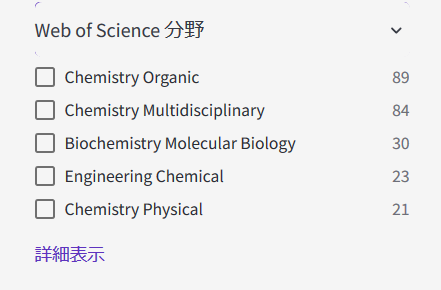 Web of Science 分野
Chemistry Organic 89
Chemistry Multidisciplinary 84
Biochemistry Molecular Biology 30
Engineering Chemical 23
Chemistry Physical 21
詳細表示